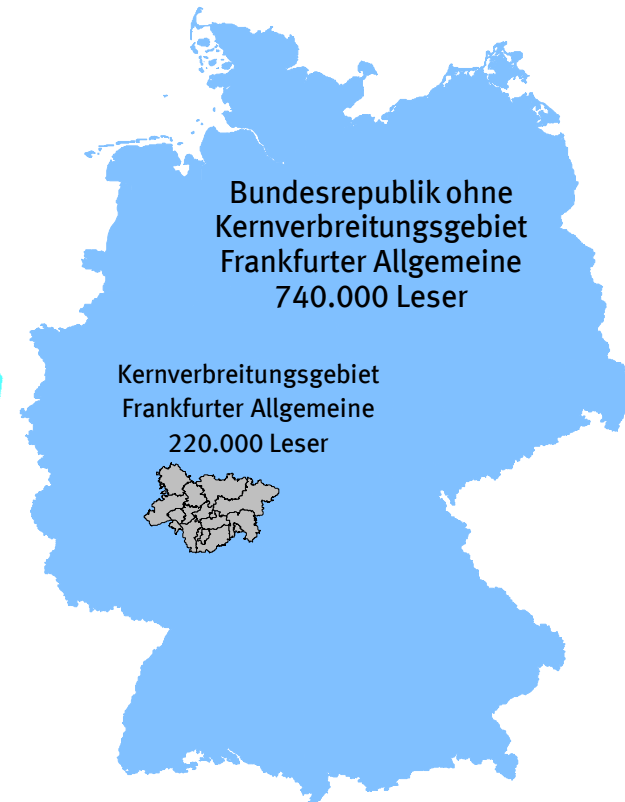 Bundesrepublik ohne
Kernverbreitungsgebiet
Frankfurter Allgemeine
740.000 Leser
Kernverbreitungsgebiet
Frankfurter Allgemeine
220.000 Leser